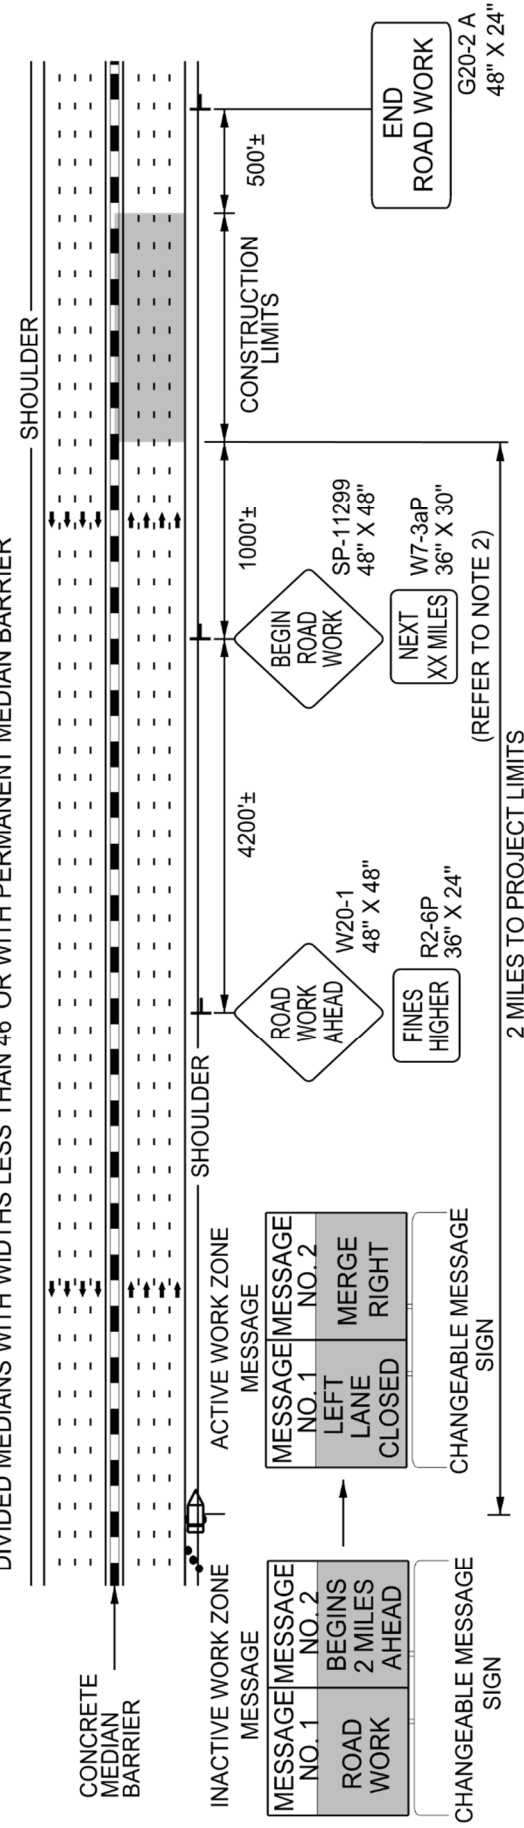 DIVIDED MEDIANS WITH WIDTHS LESS THAN 46' OR WITH PERMANENT MEDIAN BARRIER
SHOULDER
CONCRETE
MEDIAN
BARRIER
SHOULDER
INACTIVE WORK ZONE
MESSAGE
MESSAGE
NO. 1
MESSAGE
NO. 2
ROAD
WORK
BEGINS
2 MILES
AHEAD
CHANGEABLE MESSAGE
SIGN
ACTIVE WORK ZONE
MESSAGE
MESSAGE
NO. 1
MESSAGE
NO. 2
LEFT
LANE
CLOSED
MERGE
RIGHT
CHANGEABLE MESSAGE
SIGN
4200'±
1000'±
CONSTRUCTION
LIMITS
500'±
ROAD
WORK
AHEAD
W20-1
48" X 48"
FINES
HIGHER
R2-6P
36" X 24"
BEGIN
ROAD
WORK
SP-11299
48" X 48"
NEXT
XX MILES
W7-3aP
36" X 30"
(REFER TO NOTE 2)
2 MILES TO PROJECT LIMITS
END
ROAD WORK
G20-2 A
48" X 24"